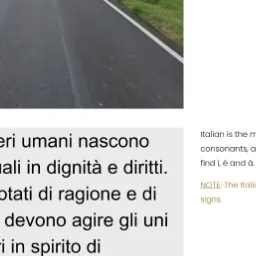 eri umani nascono
uali in dignità e diritti.
otati di ragione e di
devono agire gli uni
ri in spirito di
Italian is the m
consonants, a
find ì, è and à.
NOTE: The Itali
signs.